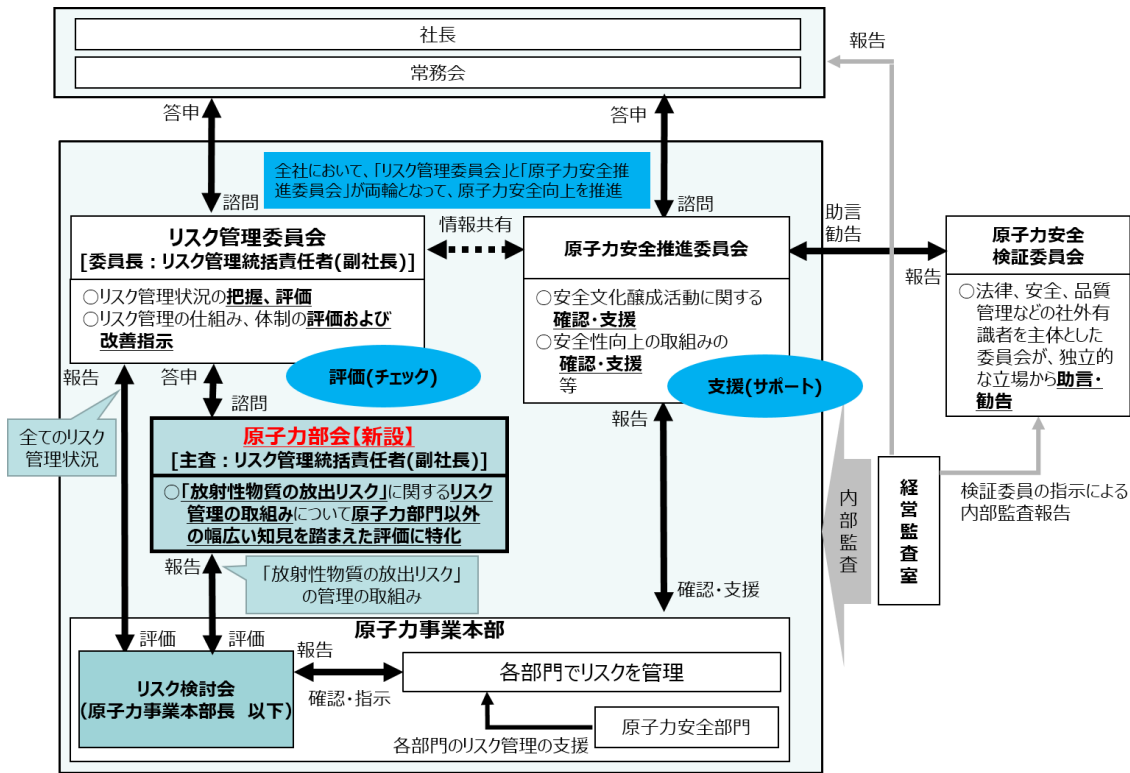 社長
常務会
報告
答申
答申
全社において、「リスク管理委員会」と「原子力安全推
進委員会」が両輪となって、原子力安全向上を推進
諮問
諮問
リスク管理委員会
[委員長：リスク管理統括責任者(副社長)]
○リスク管理状況の把握、評価
○リスク管理の仕組み、体制の評価および
改善指示
情報共有
原子力安全推進委員会
○安全文化醸成活動に関する
確認・支援
○安全性向上の取組みの
確認・支援
等
助言
勧告
報告
原子力安全
検証委員会
○法律、安全、品質
管理などの社外有
識者を主体とした
委員会が、独立的
な立場から助言・
勧告
評価(チェック)
支援(サポート)
報告
答申
諮問
全てのリスク
管理状況
原子力部会【新設】
[主査：リスク管理統括責任者(副社長)]
○「放射性物質の放出リスク」に関するリスク
管理の取組みについて原子力部門以外
の幅広い知見を踏まえた評価に特化
報告
内部監査
経営監査室
検証委員の指示による
内部監査報告
報告
「放射性物質の放出リスク」
の管理の取組み
確認・支援
原子力事業本部
評価
評価
リスク検討会
(原子力事業本部長 以下)
報告
確認・指示
各部門でリスクを管理
原子力安全部門
各部門のリスク管理の支援